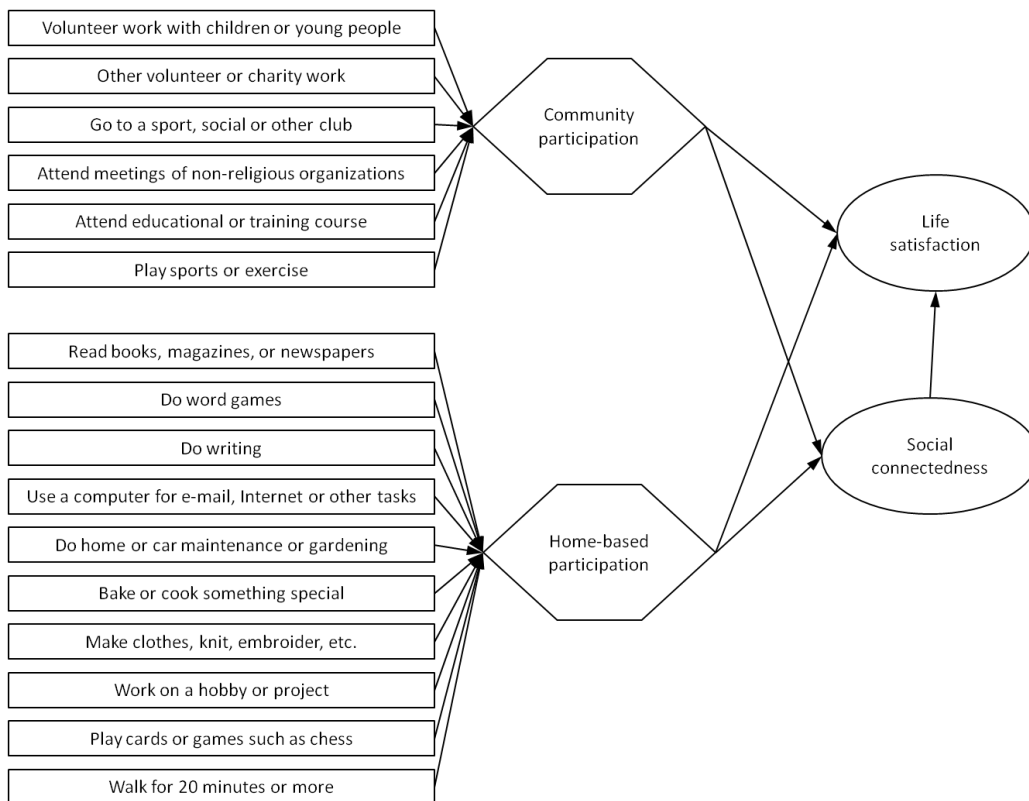 Volunteer work with children or young people
Other volunteer or charity work
Go to a sport, social or other club
Attend meetings of non-religious organizations
Attend educational or training course
Play sports or exercise
Community
participation
Life
satisfaction
Read books, magazines, or newspapers
Do word games
Do writing
Use a computer for e-mail, Internet or other tasks
Do home or car maintenance or gardening
Bake or cook something special
Make clothes, knit, embroider, etc.
Work on a hobby or project
Play cards or games such as chess
Walk for 20 minutes or more
Home-based
participation
Social
connectedness